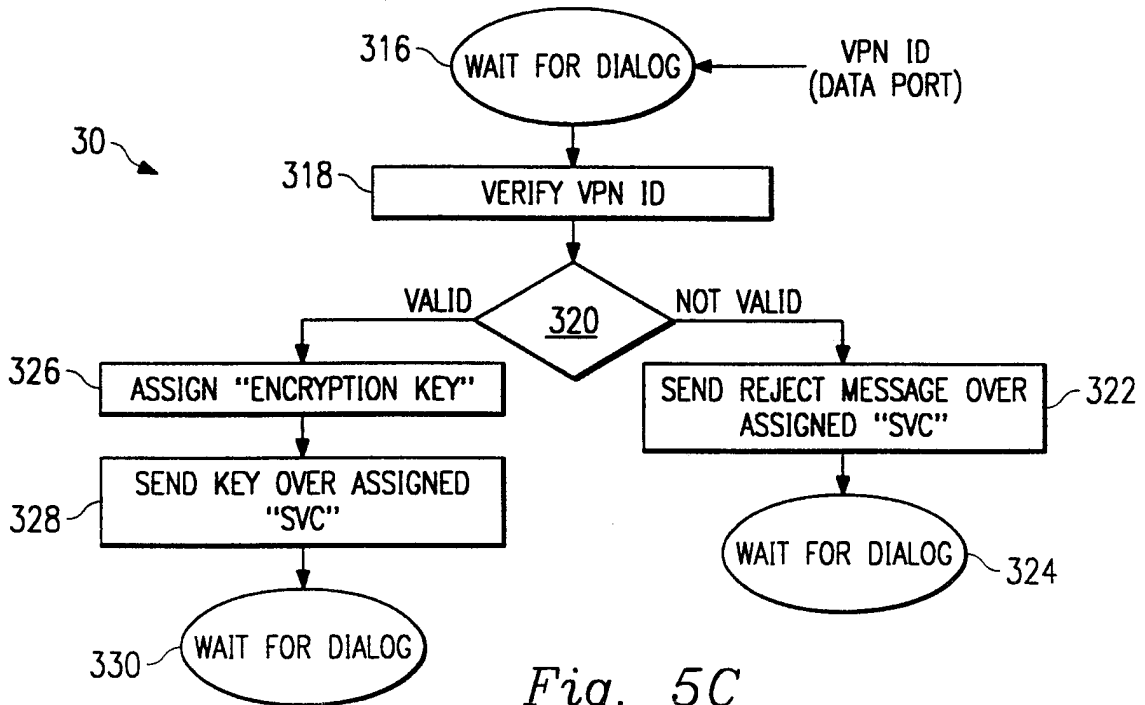 316
WAIT FOR DIALOG
VPN ID
(DATA PORT)
30
318
VERIFY VPN ID
VALID
320
NOT VALID
326
ASSIGN "ENCRYPTION KEY"
SEND REJECT MESSAGE OVER
ASSIGNED "SVC"
322
328
SEND KEY OVER ASSIGNED
"SVC"
WAIT FOR DIALOG
324
330
WAIT FOR DIALOG
Fig. 5C